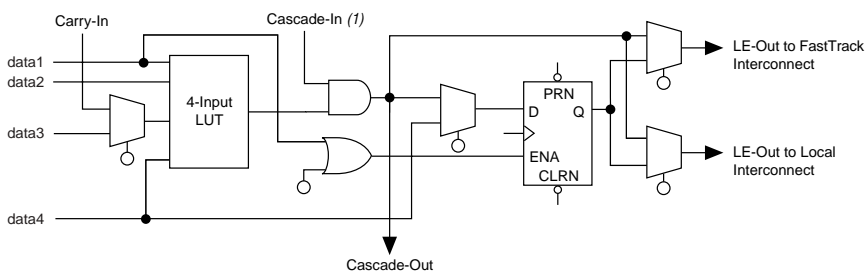 Carry-In
Cascade-In (1)
data1
data2
data3
data4
4-Input
LUT
PRN
D
Q
ENA
CLRN
LE-Out to FastTrack
Interconnect
LE-Out to Local
Interconnect
Cascade-Out